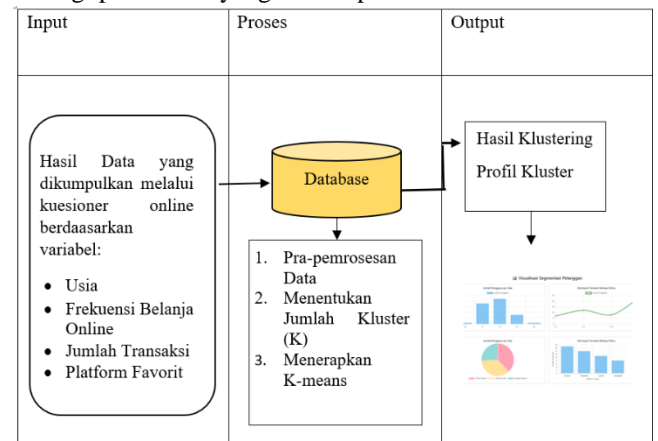 Input
Proses
Output
Hasil Data yang
dikumpulkan melalui
kuesioner online
berdaasarkan
variabel:
• Usia
• Frekuensi Belanja
Online
• Jumlah Transaksi
• Platform Favorit
Database
1. Pra-pemrosesan
Data
2. Menentukan
Jumlah Kluster
(K)
3. Menerapkan
K-means
Hasil Klustering
Profil Kluster
Visualisasi Segmentasi Pelanggan